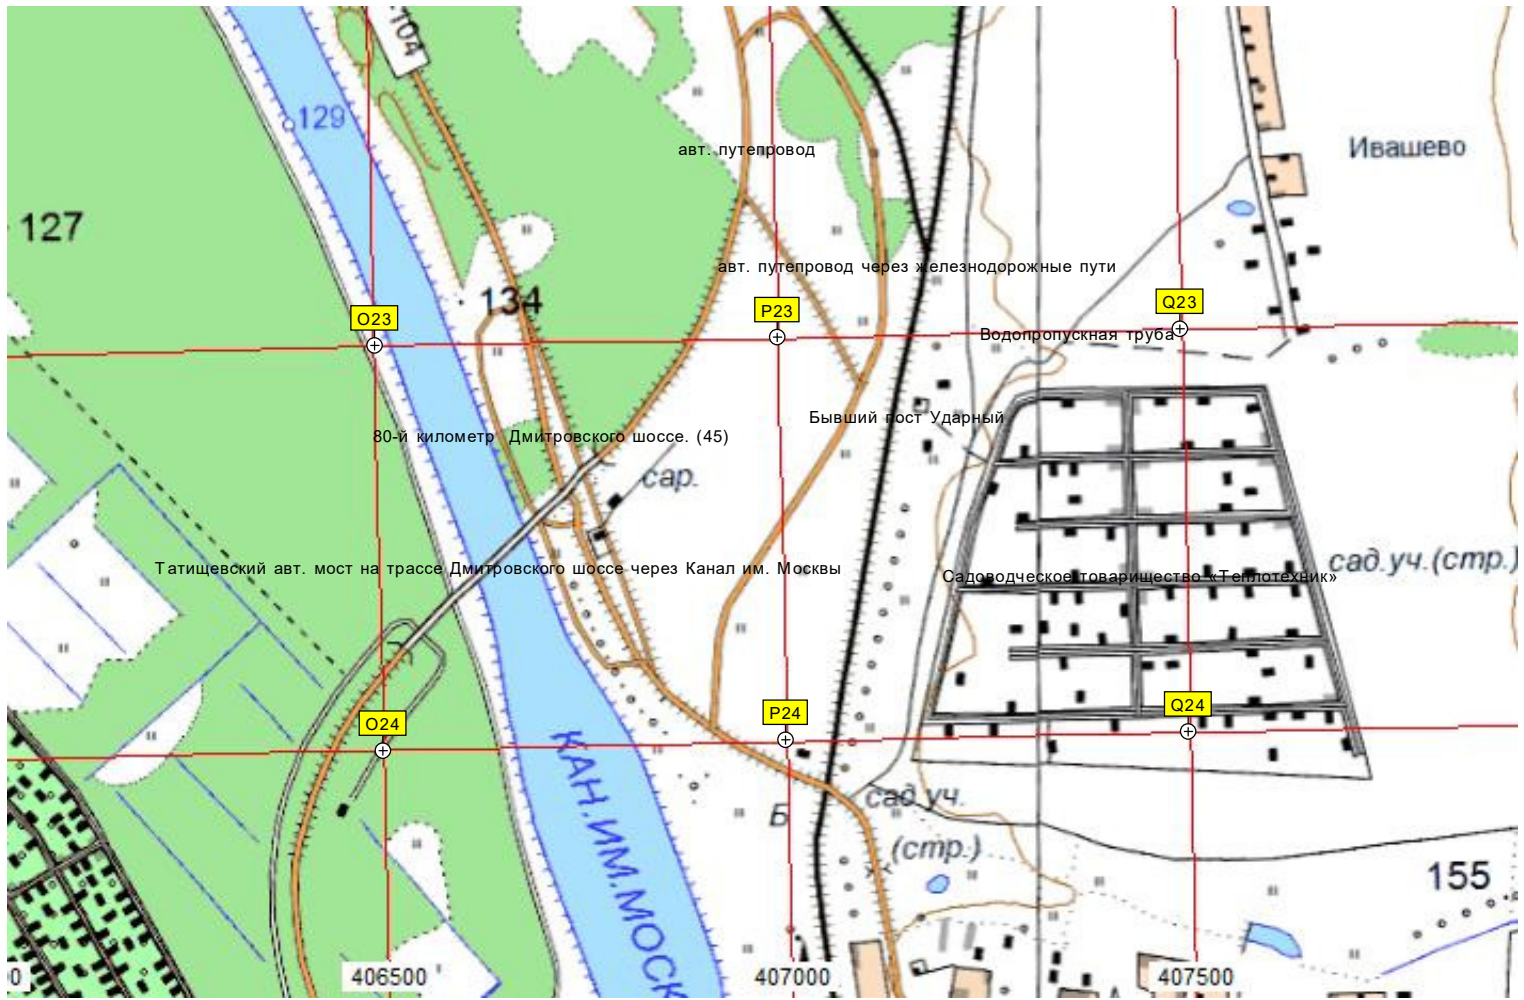 104
129
Ивашево
авт. путепровод
127
авт. путепровод через железнодорожные пути
134
O23
P23
Q23
Водопропускная труба
Бывший пост Ударный
80-й километр Дмитровского шоссе. (45)
сар.
сад.уч.(стр.)
Татищевский авт. мост на трассе Дмитровского шоссе через Канал им. Москвы
Садоводческое товарищество «Теплотехник»
O24
P24
Q24
КАН.ИМ.МОСК
Б
сад.уч.
(стр.)
155
406500
407000
407500